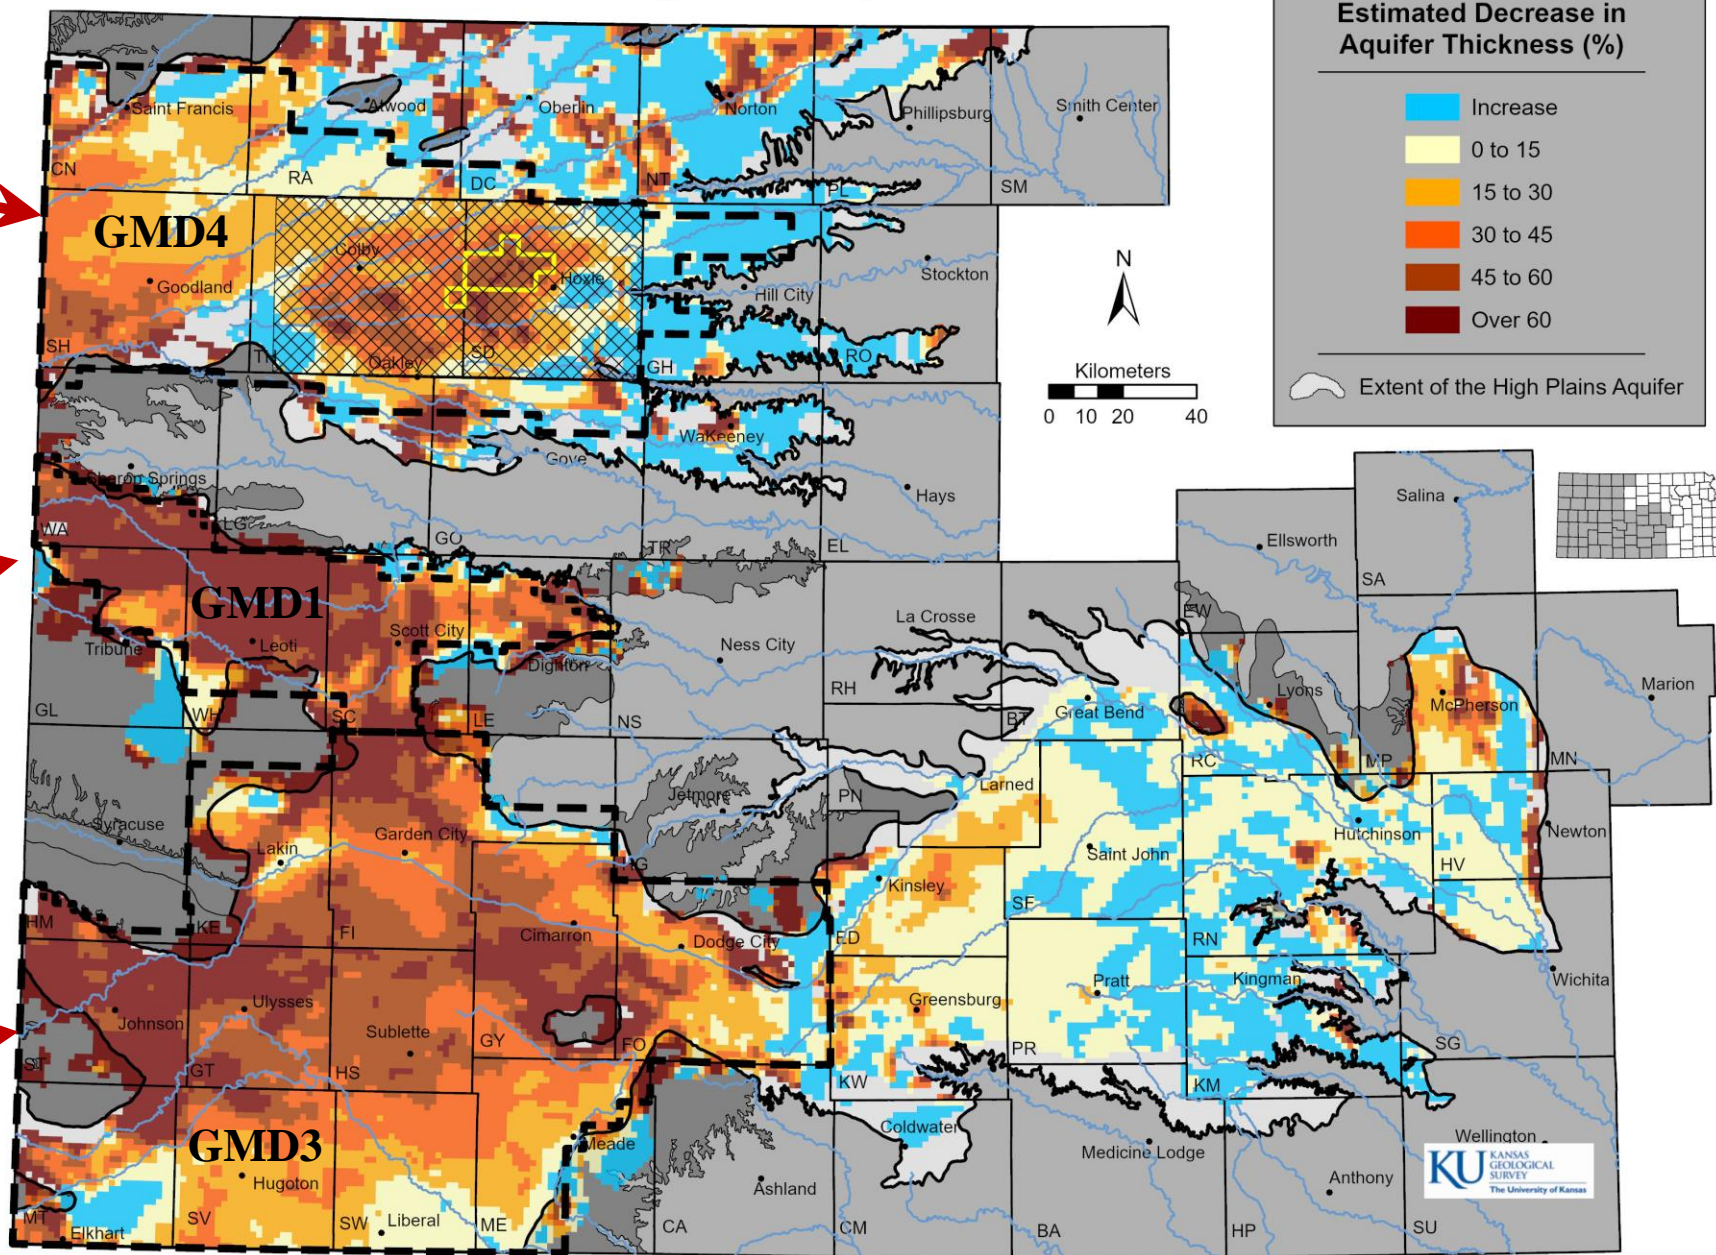 Estimated Decrease in
Aquifer Thickness (%)
Increase
0 to 15
15 to 30
30 to 45
45 to 60
Over 60
Extent of the High Plains Aquifer
N
Kilometers
0 10 20 40
Saint Francis
Atwood
Oberlin
Norton
Phillipsburg
Smith Center
CN
RA
DC
NT
PL
SM
GMD4
Colby
Goodland
Hoxie
Hill City
Stockton
SH
TH
Oakley
SD
GH
RO
WaKeeney
Gove
Hays
Sharon Springs
Salina
WA
LG
GO
TR
EL
Ellsworth
SA
GMD1
Tribune
Leoti
Scott City
Dighton
Ness City
La Crosse
EW
Lyons
McPherson
Marion
GL
WH
SC
LE
NS
RH
BT
Great Bend
RC
MP
MN
Syracuse
Lakin
Garden City
Jetmore
PN
Larned
Saint John
Hutchinson
Newton
HV
HG
Kinsley
SF
HM
KE
FI
Cimarron
Dodge City
ED
RN
Johnson
Ulysses
Sublette
Greensburg
Pratt
Kingman
Wichita
ST
GT
HS
GY
FO
KW
PR
KM
SG
GMD3
Hugoton
Meade
Coldwater
Medicine Lodge
Wellington
Ashland
Anthony
MT
Elkhart
SV
SW
Liberal
ME
CA
CM
BA
HP
SU
KU KANSAS
GEOLOGICAL
SURVEY
The University of Kansas